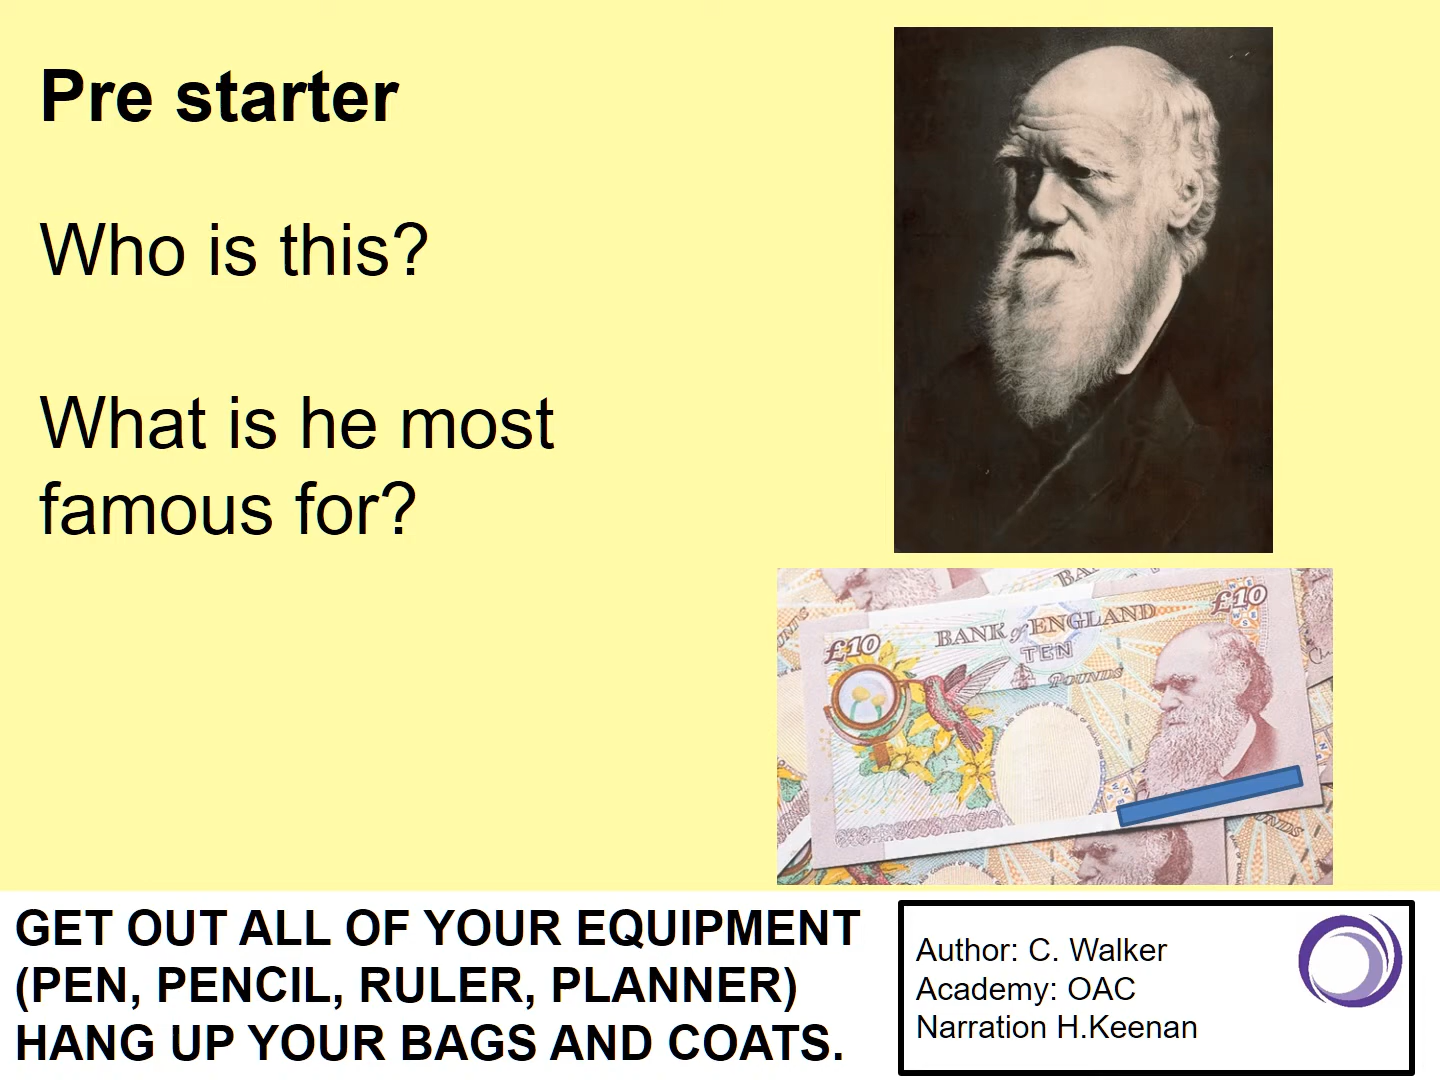 Pre starter
Who is this?
What is he most
famous for?
£10
BANK of ENGLAND
£10
TEN
POUNDS
GET OUT ALL OF YOUR EQUIPMENT
(PEN, PENCIL, RULER, PLANNER)
HANG UP YOUR BAGS AND COATS.
Author: C. Walker
Academy: OAC
Narration H.Keenan